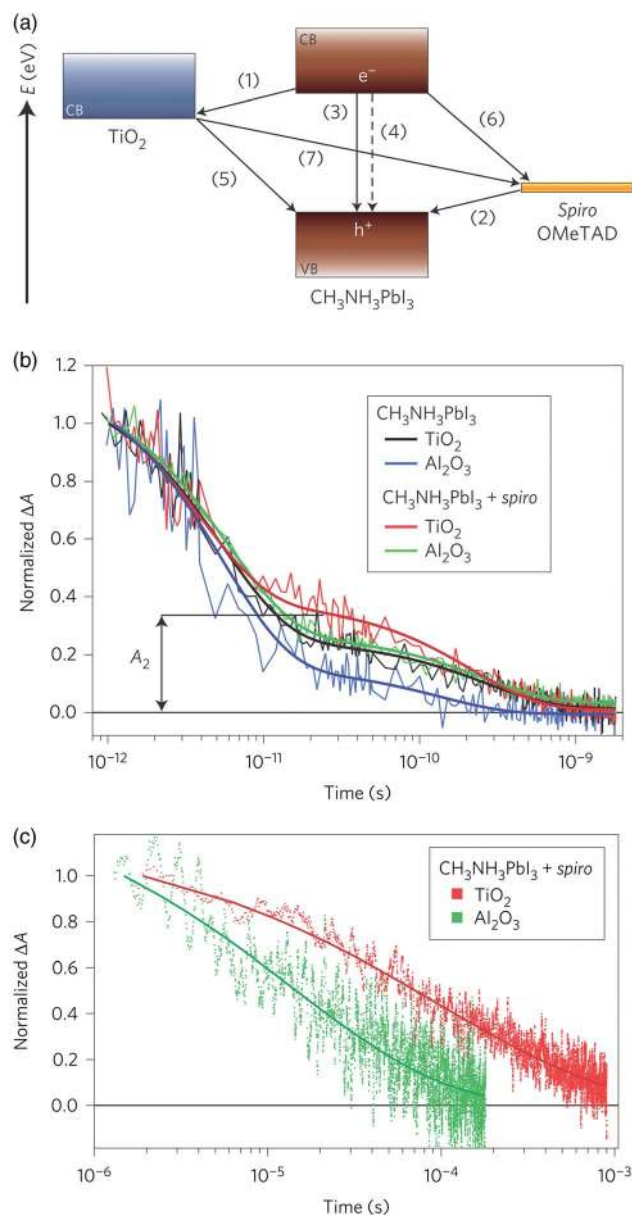 (a)
E (eV)
CB
TiO₂
CB
e⁻
(1)
(3)
(4)
(6)
(7)
(5)
(2)
h⁺
VB
CH₃NH₃PbI₃
Spiro
OMeTAD
(b)
Normalized ΔA
1.2
1.0
0.8
0.6
0.4
0.2
0.0
A₂
CH₃NH₃PbI₃
TiO₂
Al₂O₃
CH₃NH₃PbI₃ + spiro
TiO₂
Al₂O₃
10⁻¹² 10⁻¹¹ 10⁻¹⁰ 10⁻⁹
Time (s)
(c)
Normalized ΔA
1.0
0.8
0.6
0.4
0.2
0.0
CH₃NH₃PbI₃ + spiro
TiO₂
Al₂O₃
10⁻⁶ 10⁻⁵ 10⁻⁴ 10⁻³
Time (s)